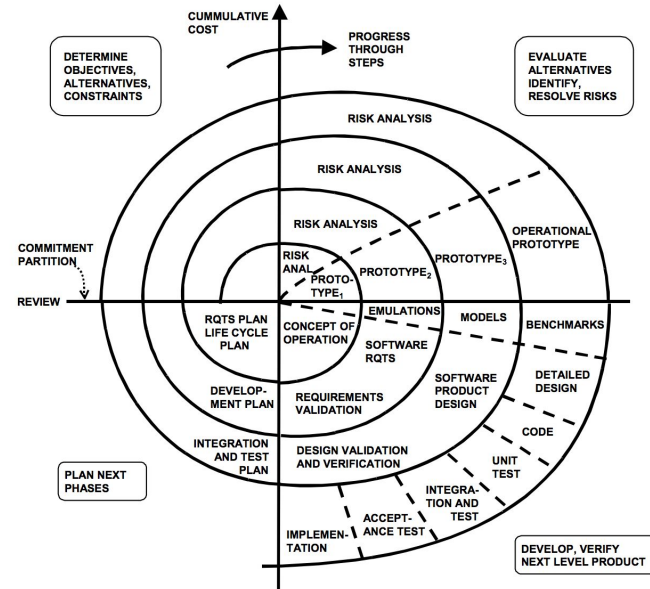 CUMMULATIVE
COST
PROGRESS
THROUGH
STEPS
DETERMINE
OBJECTIVES,
ALTERNATIVES,
CONSTRAINTS
EVALUATE
ALTERNATIVES
IDENTIFY,
RESOLVE RISKS
RISK ANALYSIS
RISK ANALYSIS
RISK ANALYSIS
RISK
ANAL.
PROTO-
TYPE1
PROTOTYPE2
PROTOTYPE3
OPERATIONAL
PROTOTYPE
COMMITMENT
PARTITION
REVIEW
RQTS PLAN
LIFE CYCLE
PLAN
CONCEPT OF
OPERATION
EMULATIONS
MODELS
BENCHMARKS
SOFTWARE
RQTS
SOFTWARE
PRODUCT
DESIGN
DETAILED
DESIGN
DEVELOP-
MENT PLAN
REQUIREMENTS
VALIDATION
CODE
INTEGRATION
AND TEST
PLAN
DESIGN VALIDATION
AND VERIFICATION
UNIT
TEST
INTEGRA-
TION AND
TEST
ACCEPT-
ANCE TEST
IMPLEMEN-
TATION
PLAN NEXT
PHASES
DEVELOP, VERIFY
NEXT LEVEL PRODUCT